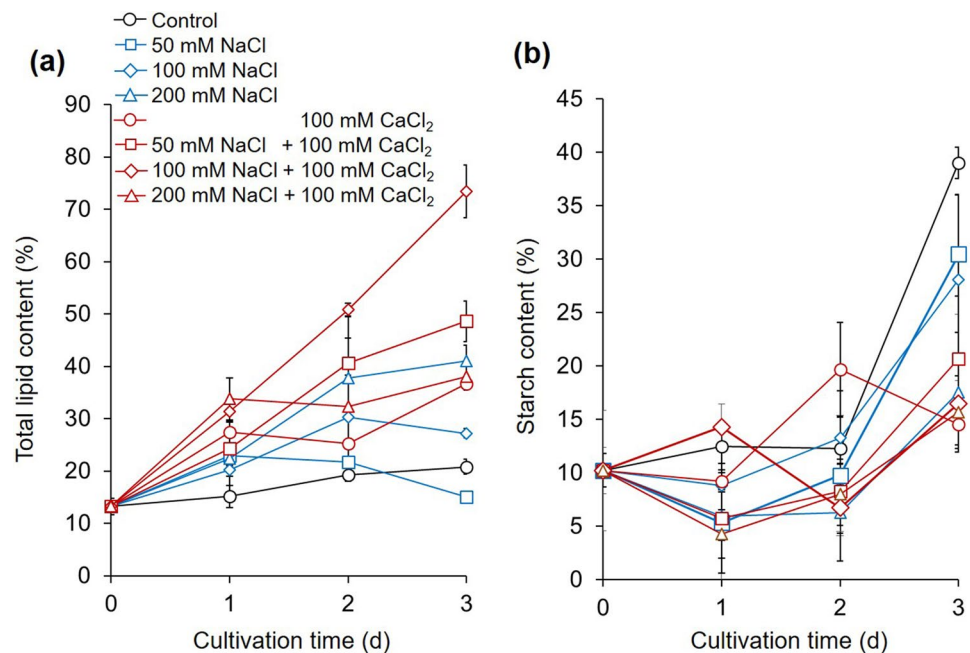 (a)
Control
50 mM NaCl
100 mM NaCl
200 mM NaCl
100 mM CaCl₂
50 mM NaCl + 100 mM CaCl₂
100 mM NaCl + 100 mM CaCl₂
200 mM NaCl + 100 mM CaCl₂
Total lipid content (%)
90
80
70
60
50
40
30
20
10
0
0 1 2 3
Cultivation time (d)
(b)
Starch content (%)
45
40
35
30
25
20
15
10
5
0
0 1 2 3
Cultivation time (d)